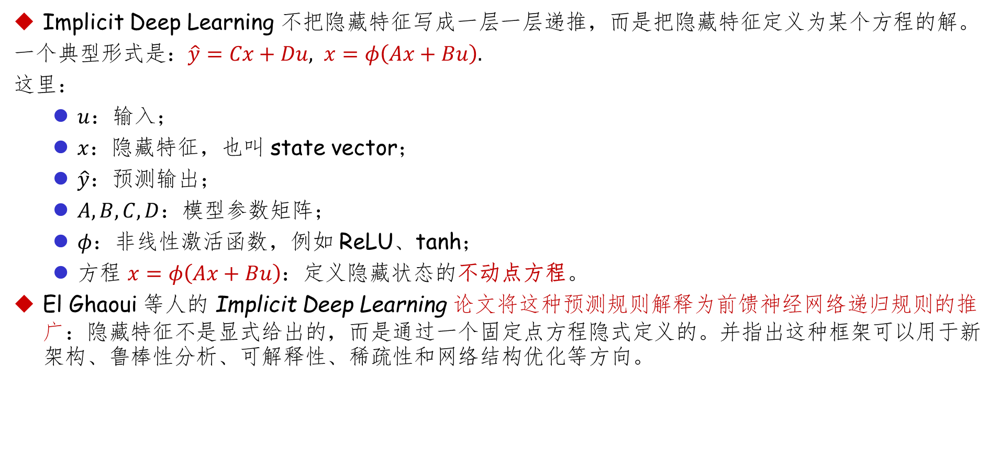 ◆ Implicit Deep Learning 不把隐藏特征写成一层一层递推，而是把隐藏特征定义为某个方程的解。
一个典型形式是：ŷ = Cx + Du, x = ϕ(Ax + Bu).
这里：
● u：输入；
● x：隐藏特征，也叫 state vector；
● ŷ：预测输出；
● A, B, C, D：模型参数矩阵；
● ϕ：非线性激活函数，例如 ReLU、tanh；
● 方程 x = ϕ(Ax + Bu)：定义隐藏状态的不动点方程。
◆ El Ghaoui 等人的 Implicit Deep Learning 论文将这种预测规则解释为前馈神经网络递归规则的推
广：隐藏特征不是显式给出的，而是通过一个固定点方程隐式定义的。并指出这种框架可以用于新
架构、鲁棒性分析、可解释性、稀疏性和网络结构优化等方向。